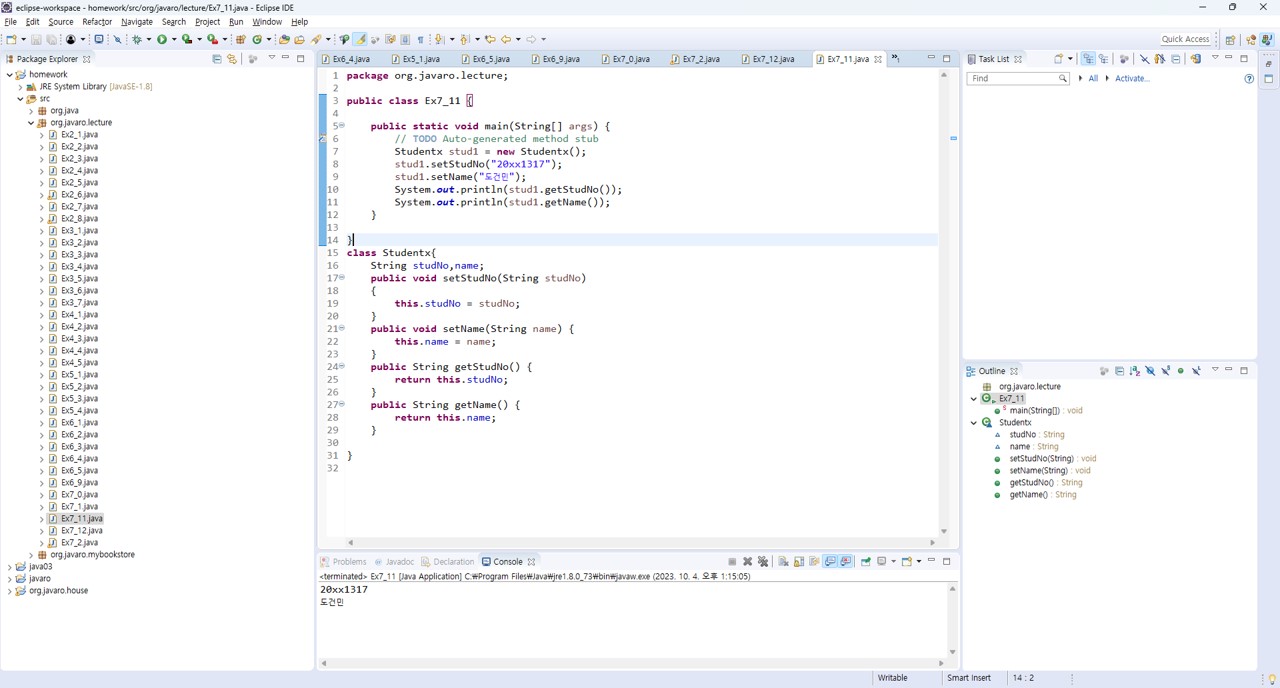 eclipse-workspace - homework/src/org/javaro/lecture/Ex7_11.java - Eclipse IDE
File Edit Source Refactor Navigate Search Project Run Window Help
Quick Access
Package Explorer
homework
JRE System Library [JavaSE-1.8]
src
org.java
org.javaro.lecture
Ex2_1.java
Ex2_2.java
Ex2_3.java
Ex2_4.java
Ex2_5.java
Ex2_6.java
Ex2_7.java
Ex2_8.java
Ex3_1.java
Ex3_2.java
Ex3_3.java
Ex3_4.java
Ex3_5.java
Ex3_6.java
Ex3_7.java
Ex4_1.java
Ex4_2.java
Ex4_3.java
Ex4_4.java
Ex4_5.java
Ex5_1.java
Ex5_2.java
Ex5_3.java
Ex5_4.java
Ex6_1.java
Ex6_2.java
Ex6_3.java
Ex6_4.java
Ex6_5.java
Ex6_9.java
Ex7_0.java
Ex7_1.java
Ex7_11.java
Ex7_12.java
Ex7_2.java
org.javaro.mybookstore
java03
javaro
org.javaro.house
Ex6_4.java Ex5_1.java Ex6_5.java Ex6_9.java Ex7_0.java Ex7_2.java Ex7_12.java Ex7_11.java
1 package org.javaro.lecture;
2
3 public class Ex7_11 {
4
5 public static void main(String[] args) {
6 // TODO Auto-generated method stub
7 Studentx stud1 = new Studentx();
8 stud1.setStudNo("20xx1317");
9 stud1.setName("도건민");
10 System.out.println(stud1.getStudNo());
11 System.out.println(stud1.getName());
12 }
13
14 }
15 class Studentx{
16 String studNo,name;
17 public void setStudNo(String studNo)
18 {
19 this.studNo = studNo;
20 }
21 public void setName(String name) {
22 this.name = name;
23 }
24 public String getStudNo() {
25 return this.studNo;
26 }
27 public String getName() {
28 return this.name;
29 }
30
31 }
32
Problems Javadoc Declaration Console
<terminated> Ex7_11 [Java Application] C:₩Program Files₩Java₩jre1.8.0_73₩bin₩javaw.exe (2023. 10. 4. 오후 1:15:05)
20xx1317
도건민
Task List
Find All Activate...
Outline
org.javaro.lecture
Ex7_11
main(String[]) : void
Studentx
studNo : String
name : String
setStudNo(String) : void
setName(String) : void
getStudNo() : String
getName() : String
Writable Smart Insert 14 : 2